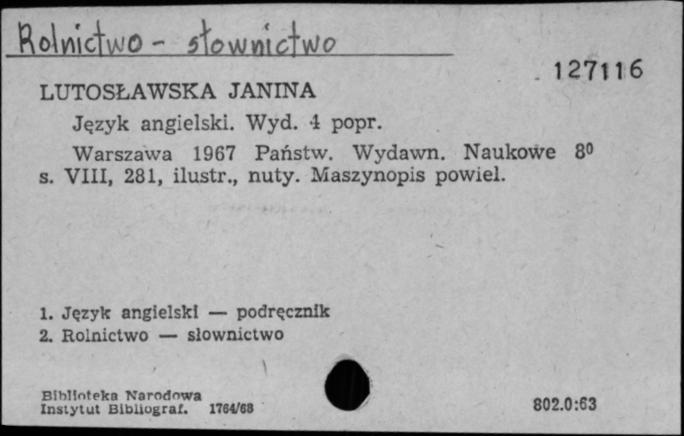 Rolnictwo - słownictwo
127116
LUTOSŁAWSKA JANINA
Język angielski. Wyd. 4 popr.
Warszawa 1967 Państw. Wydawn. Naukowe 8⁰
s. VIII, 281, ilustr., nuty. Maszynopis powiel.
1. Język angielski — podręcznik
2. Rolnictwo — słownictwo
Biblioteka Narodowa
Instytut Bibliograf. 1764/68
802.0:63